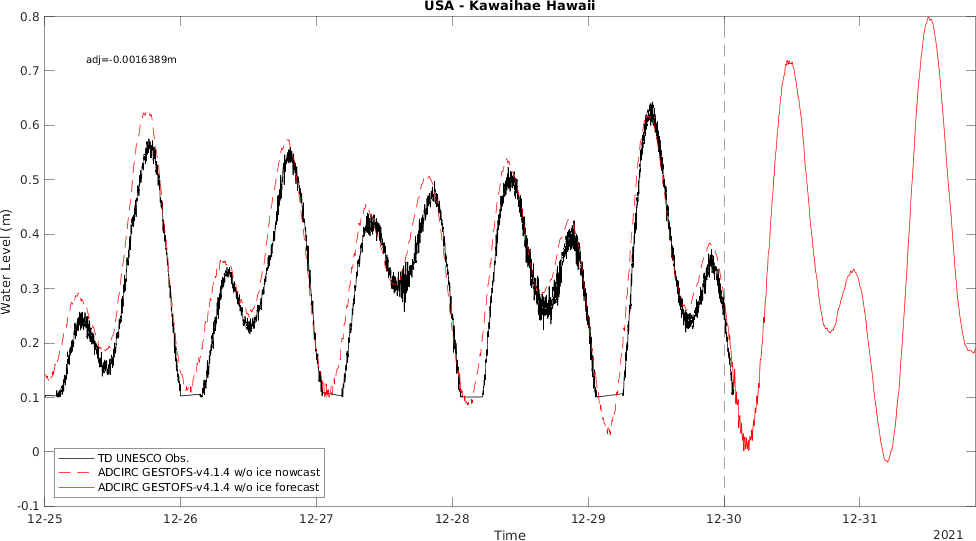 USA - Kawaihae Hawaii
adj=-0.0016389m
0.8
0.7
0.6
0.5
0.4
0.3
0.2
0.1
0
-0.1
Water Level (m)
TD UNESCO Obs.
ADCIRC GESTOFS-v4.1.4 w/o ice nowcast
ADCIRC GESTOFS-v4.1.4 w/o ice forecast
12-25 12-26 12-27 12-28 12-29 12-30 12-31
Time
2021